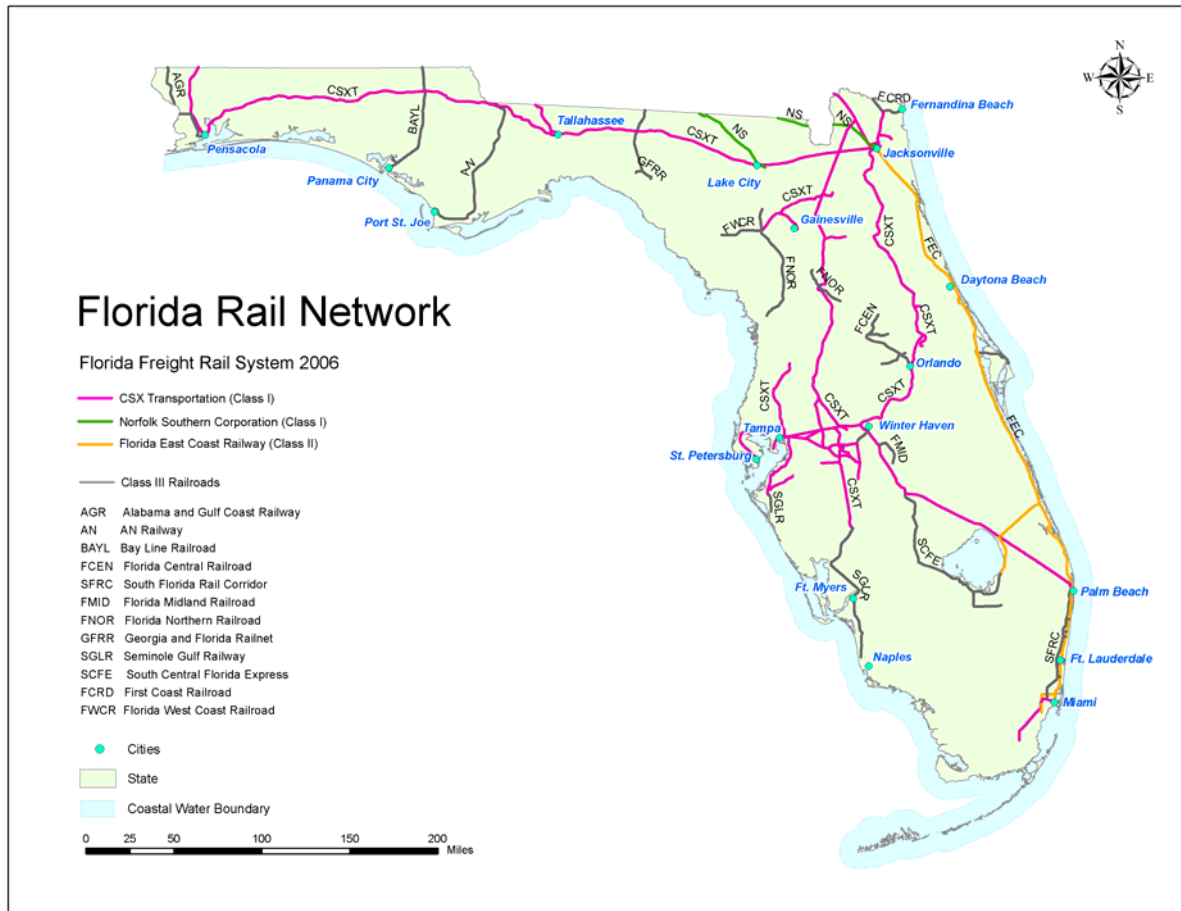 N
W E
S
AGR
CSXT
BAYL
AN
Pensacola
Panama City
Port St. Joe
Tallahassee
GFRR
CSXT
NS
NS
NS
FCRD
Fernandina Beach
Jacksonville
Lake City
CSXT
Gainesville
FWCR
FNOR
FNOR
CSXT
FEC
Daytona Beach
FCEN
CSXT
Orlando
CSXT
CSXT
CSXT
Tampa
Winter Haven
St. Petersburg
FMID
FEC
SGLR
CSXT
SCFE
Ft. Myers
SGLR
Palm Beach
Naples
SFRC
Ft. Lauderdale
Miami
Florida Rail Network
Florida Freight Rail System 2006
CSX Transportation (Class I)
Norfolk Southern Corporation (Class I)
Florida East Coast Railway (Class II)
Class III Railroads
AGR Alabama and Gulf Coast Railway
AN AN Railway
BAYL Bay Line Railroad
FCEN Florida Central Railroad
SFRC South Florida Rail Corridor
FMID Florida Midland Railroad
FNOR Florida Northern Railroad
GFRR Georgia and Florida Railnet
SGLR Seminole Gulf Railway
SCFE South Central Florida Express
FCRD First Coast Railroad
FWCR Florida West Coast Railroad
Cities
State
Coastal Water Boundary
0 25 50 100 150 200
Miles